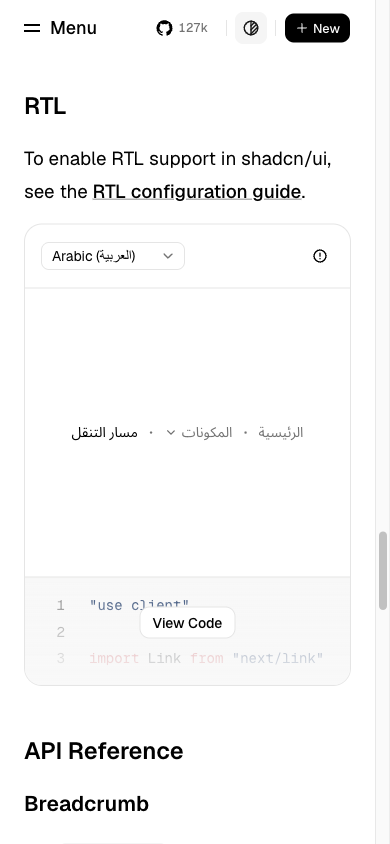 Menu
127k
New
RTL
To enable RTL support in shadcn/ui,
see the RTL configuration guide.
Arabic (العربية)
الرئيسية • المكونات • مسار التنقل
1 "use client"
2
View Code
3 import Link from "next/link"
API Reference
Breadcrumb